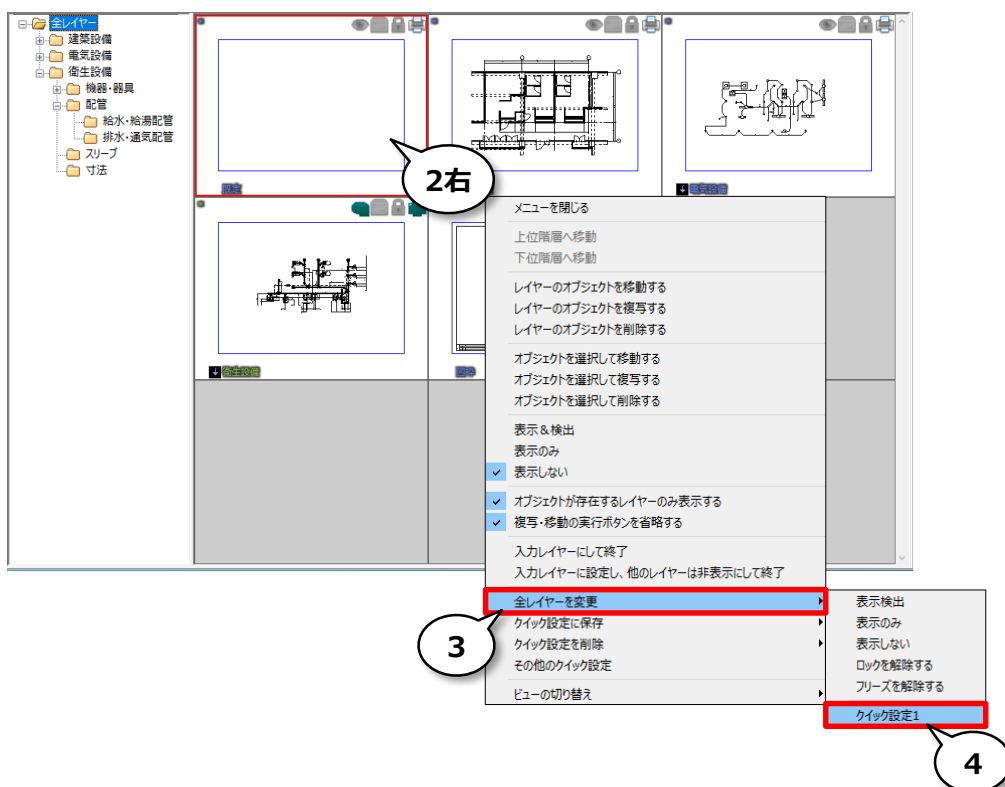 全レイヤー
建築設備
電気設備
衛生設備
機器・器具
配管
給水・給湯配管
排水・通気配管
スリーブ
寸法
電気設備
衛生設備
図枠
2右
メニューを閉じる
上位階層へ移動
下位階層へ移動
レイヤーのオブジェクトを移動する
レイヤーのオブジェクトを複写する
レイヤーのオブジェクトを削除する
オブジェクトを選択して移動する
オブジェクトを選択して複写する
オブジェクトを選択して削除する
表示＆検出
表示のみ
表示しない
オブジェクトが存在するレイヤーのみ表示する
複写・移動の実行ボタンを省略する
入力レイヤーにして終了
入力レイヤーに設定し、他のレイヤーは非表示にして終了
全レイヤーを変更
クイック設定に保存
クイック設定を削除
その他のクイック設定
ビューの切り替え
3
表示検出
表示のみ
表示しない
ロックを解除する
フリーズを解除する
クイック設定1
4